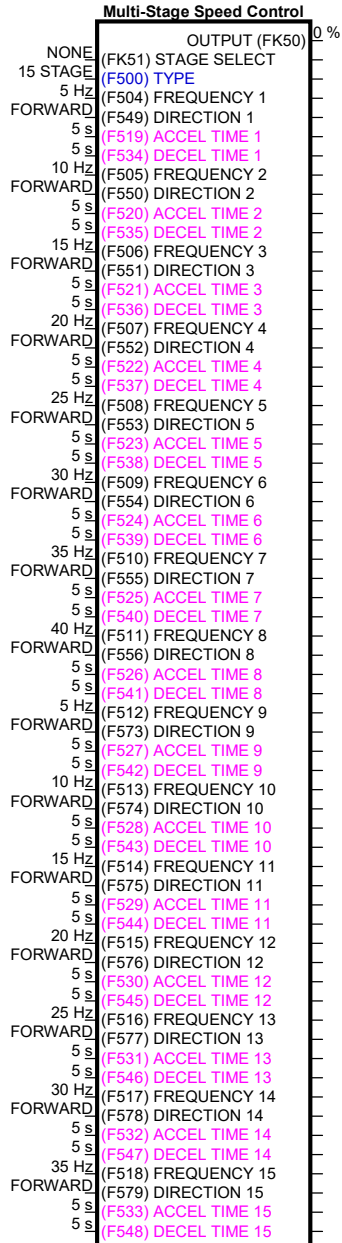 Multi-Stage Speed Control
OUTPUT (FK50) 0 %
NONE (FK51) STAGE SELECT
15 STAGE (F500) TYPE
5 Hz (F504) FREQUENCY 1
FORWARD (F549) DIRECTION 1
5 s (F519) ACCEL TIME 1
5 s (F534) DECEL TIME 1
10 Hz (F505) FREQUENCY 2
FORWARD (F550) DIRECTION 2
5 s (F520) ACCEL TIME 2
5 s (F535) DECEL TIME 2
15 Hz (F506) FREQUENCY 3
FORWARD (F551) DIRECTION 3
5 s (F521) ACCEL TIME 3
5 s (F536) DECEL TIME 3
20 Hz (F507) FREQUENCY 4
FORWARD (F552) DIRECTION 4
5 s (F522) ACCEL TIME 4
5 s (F537) DECEL TIME 4
25 Hz (F508) FREQUENCY 5
FORWARD (F553) DIRECTION 5
5 s (F523) ACCEL TIME 5
5 s (F538) DECEL TIME 5
30 Hz (F509) FREQUENCY 6
FORWARD (F554) DIRECTION 6
5 s (F524) ACCEL TIME 6
5 s (F539) DECEL TIME 6
35 Hz (F510) FREQUENCY 7
FORWARD (F555) DIRECTION 7
5 s (F525) ACCEL TIME 7
5 s (F540) DECEL TIME 7
40 Hz (F511) FREQUENCY 8
FORWARD (F556) DIRECTION 8
5 s (F526) ACCEL TIME 8
5 s (F541) DECEL TIME 8
5 Hz (F512) FREQUENCY 9
FORWARD (F573) DIRECTION 9
5 s (F527) ACCEL TIME 9
5 s (F542) DECEL TIME 9
10 Hz (F513) FREQUENCY 10
FORWARD (F574) DIRECTION 10
5 s (F528) ACCEL TIME 10
5 s (F543) DECEL TIME 10
15 Hz (F514) FREQUENCY 11
FORWARD (F575) DIRECTION 11
5 s (F529) ACCEL TIME 11
5 s (F544) DECEL TIME 11
20 Hz (F515) FREQUENCY 12
FORWARD (F576) DIRECTION 12
5 s (F530) ACCEL TIME 12
5 s (F545) DECEL TIME 12
25 Hz (F516) FREQUENCY 13
FORWARD (F577) DIRECTION 13
5 s (F531) ACCEL TIME 13
5 s (F546) DECEL TIME 13
30 Hz (F517) FREQUENCY 14
FORWARD (F578) DIRECTION 14
5 s (F532) ACCEL TIME 14
5 s (F547) DECEL TIME 14
35 Hz (F518) FREQUENCY 15
FORWARD (F579) DIRECTION 15
5 s (F533) ACCEL TIME 15
5 s (F548) DECEL TIME 15